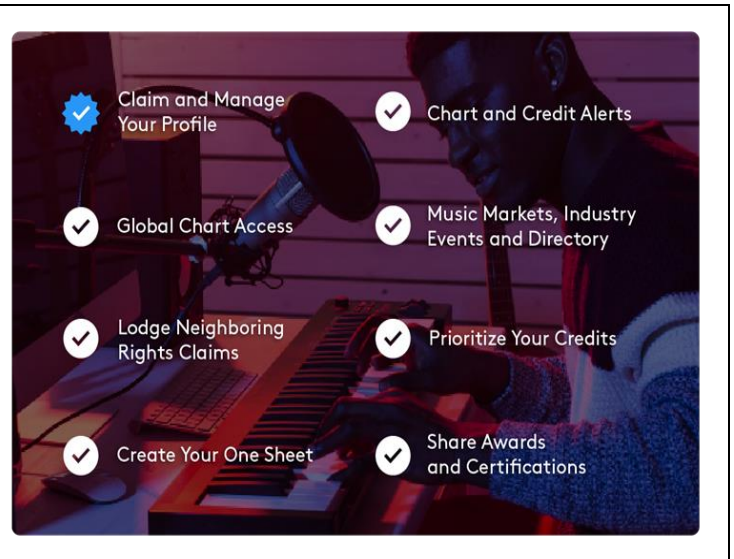 Claim and Manage
Your Profile
Global Chart Access
Lodge Neighboring
Rights Claims
Create Your One Sheet
Chart and Credit Alerts
Music Markets, Industry
Events and Directory
Prioritize Your Credits
Share Awards
and Certifications